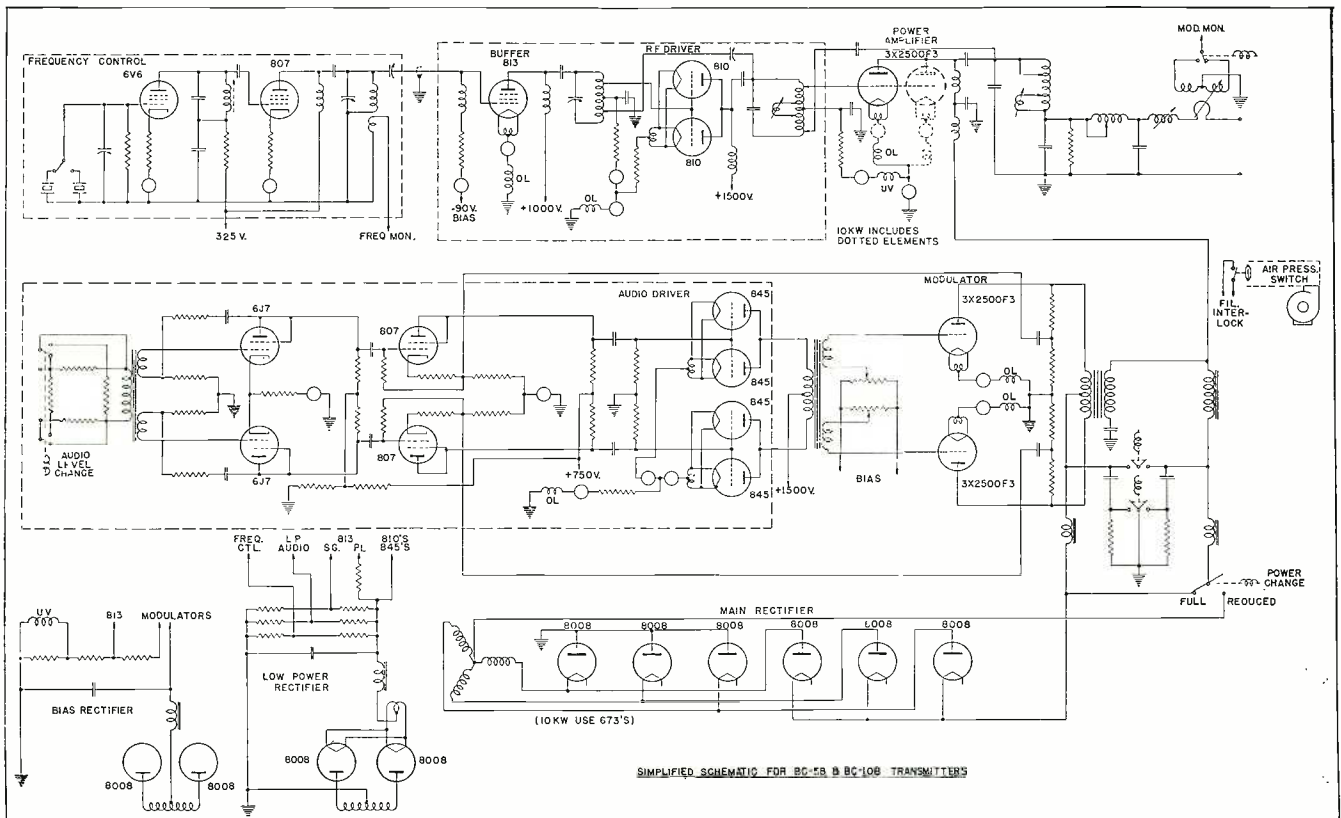 FREQUENCY CONTROL
6V6
807
325 V.
FREQ MON.
BUFFER
813
-90V.
BIAS
OL
+1000V.
RF DRIVER
810
810
OL
+1500V.
POWER
AMPLIFIER
3X2500F3
OL
UV
10KW INCLUDES
DOTTED ELEMENTS
MOD. MON.
AIR PRESS.
SWITCH
FIL.
INTER-
LOCK
AUDIO
LEVEL
CHANGE
6J7
6J7
807
807
+750V.
OL
AUDIO DRIVER
845
845
845
845
+1500V.
BIAS
MODULATOR
3X2500F3
OL
OL
3X2500F3
POWER
CHANGE
FULL
REDUCED
FREQ.
CTL.
LP
AUDIO
813
SG. PL
810'S
845'S
UV
813
MODULATORS
BIAS RECTIFIER
8008
8008
LOW POWER
RECTIFIER
8008
8008
MAIN RECTIFIER
8008
8008
8008
8008
8008
8008
(10 KW USE 673'S)
SIMPLIFIED SCHEMATIC FOR BC-5B & BC-10B TRANSMITTERS